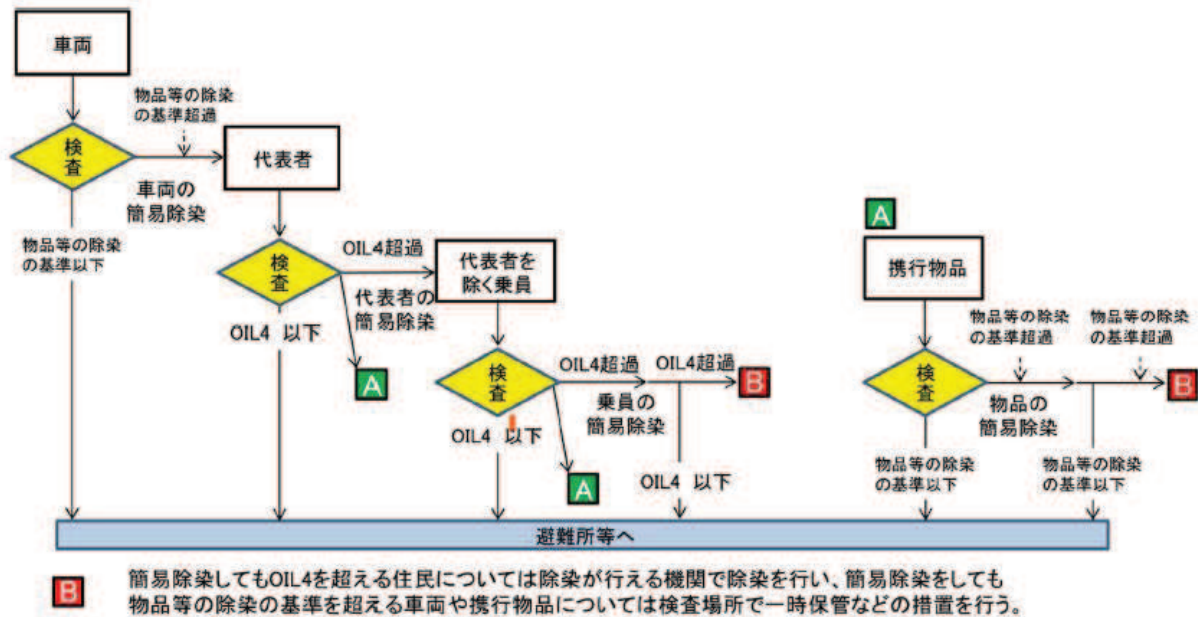 車両
物品等の除染
の基準超過
検
査
車両の
簡易除染
物品等の除染
の基準以下
代表者
検
査
OIL4超過
代表者の
簡易除染
OIL4 以下
A
代表者を
除く乗員
検
査
OIL4超過
乗員の
簡易除染
OIL4超過
B
OIL4 以下
A
OIL4 以下
A
携行物品
検
査
物品等の除染
の基準超過
物品の
簡易除染
物品等の除染
の基準超過
B
物品等の除染
の基準以下
物品等の除染
の基準以下
避難所等へ
B 簡易除染してもOIL4を超える住民については除染が行える機関で除染を行い、簡易除染をしても
物品等の除染の基準を超える車両や携行物品については検査場所で一時保管などの措置を行う。